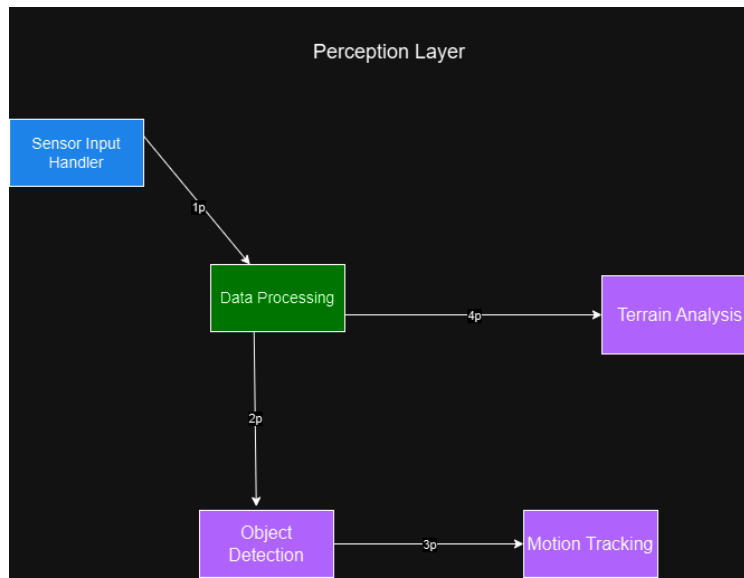 Perception Layer
Sensor Input
Handler
1p
Data Processing
4p
Terrain Analysis
2p
Object
Detection
3p
Motion Tracking